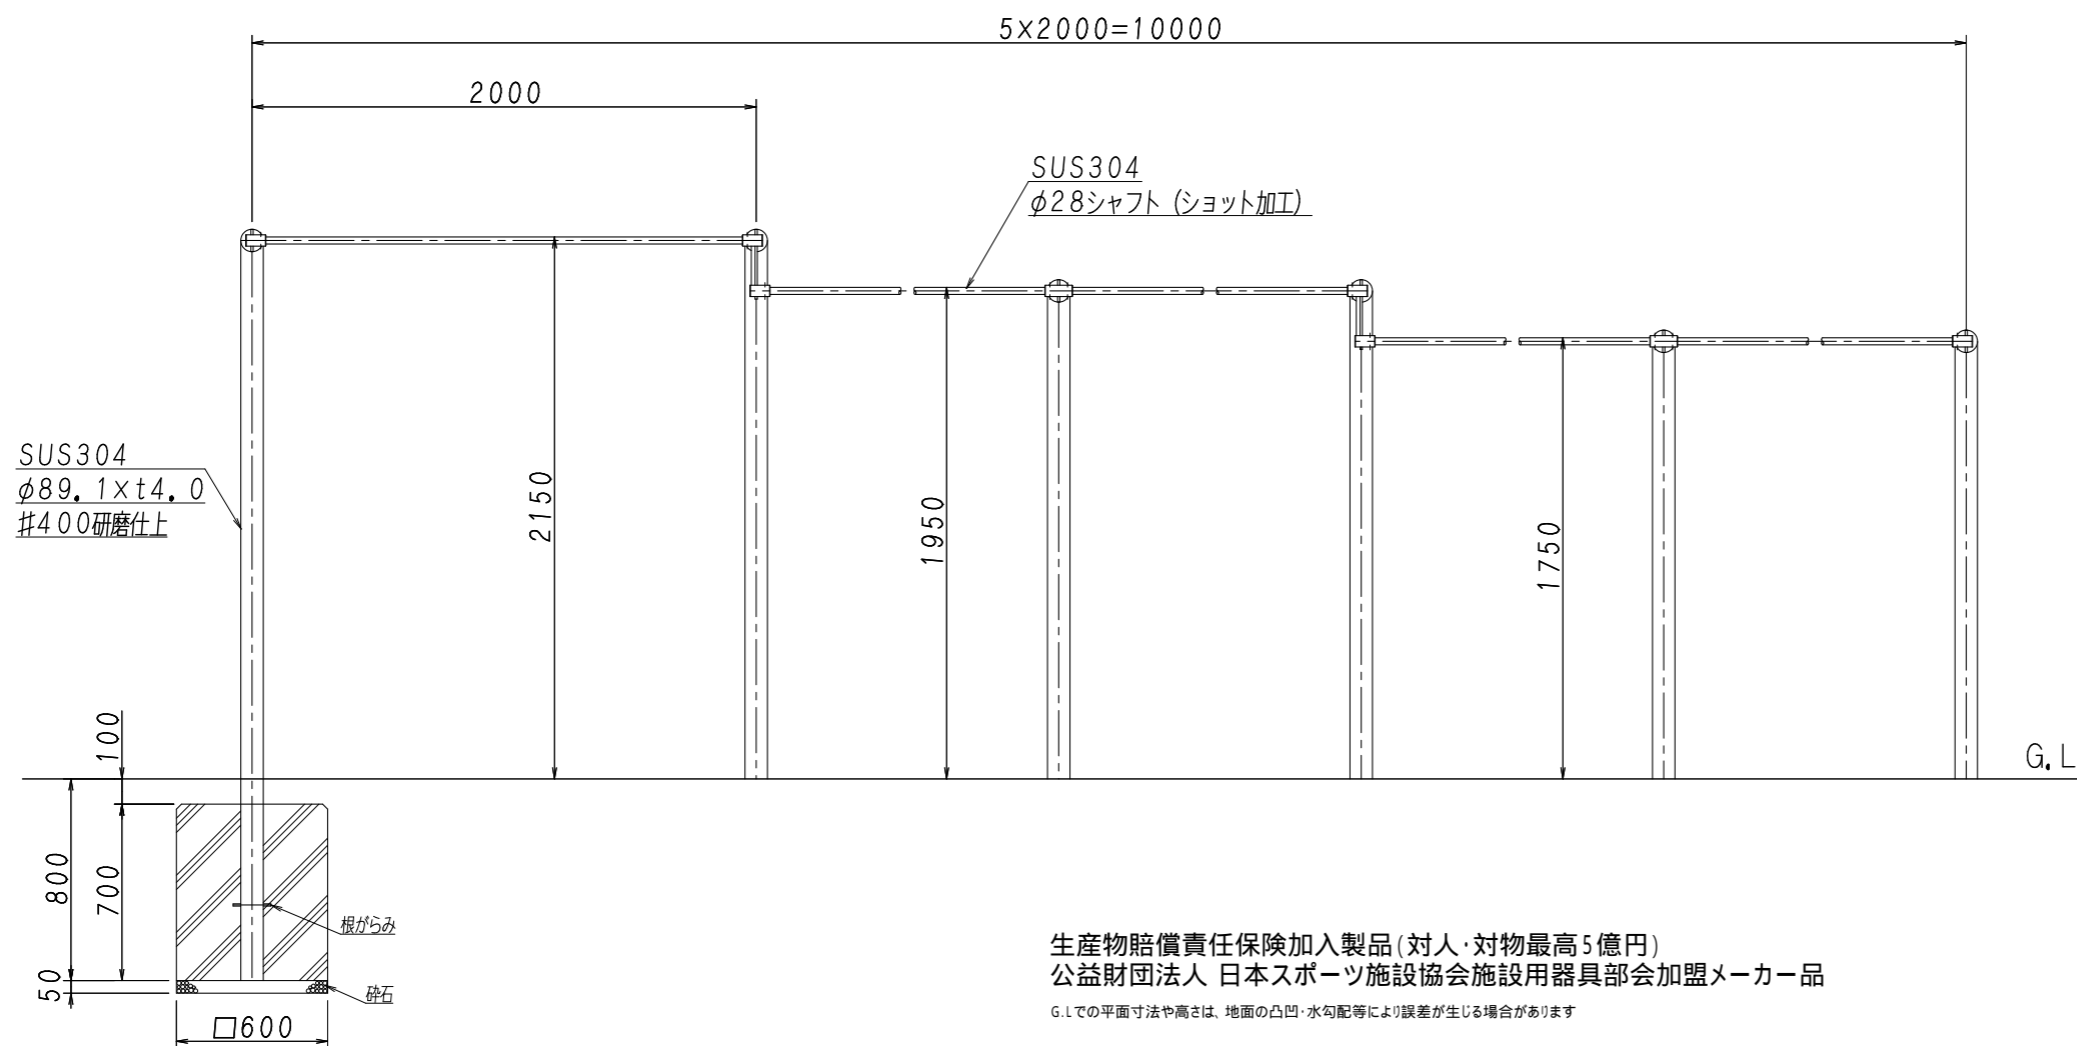 5×2000=10000
2000
SUS304
φ28シャフト (ショット加工)
SUS304
φ89.1×t4.0
#400研磨仕上
2150
1950
1750
100
G.L
800
700
根がらみ
50
砕石
□600
生産物賠償責任保険加入製品(対人・対物最高5億円)
公益財団法人 日本スポーツ施設協会施設用器具部会加盟メーカー品
G.Lでの平面寸法や高さは、地面の凸凹・水勾配等により誤差が生じる場合があります